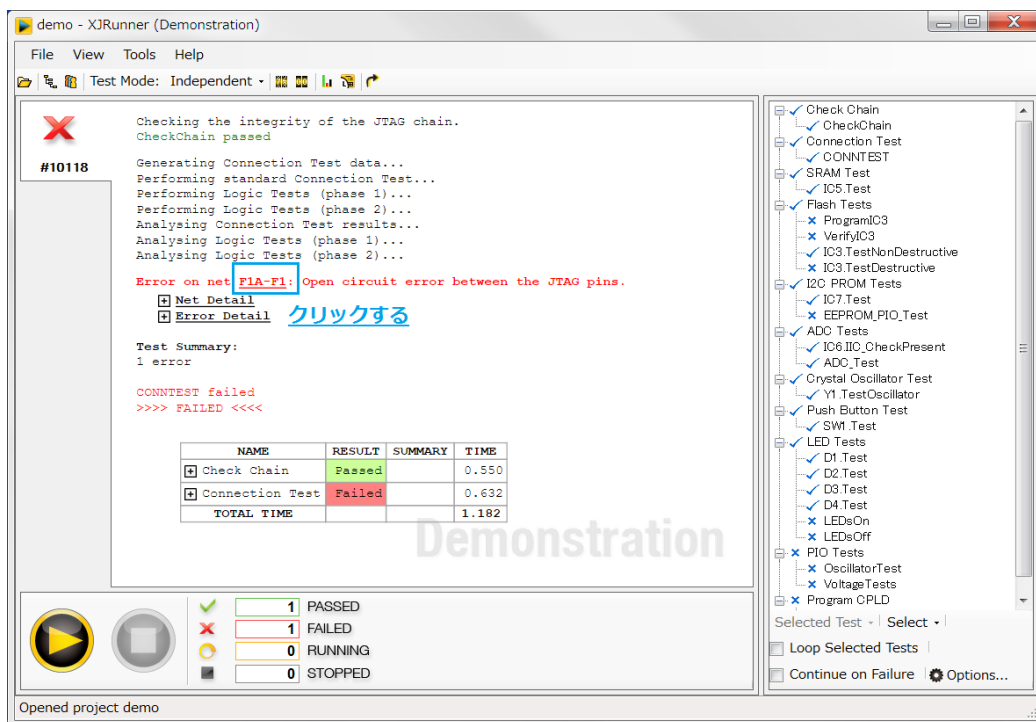 demo - XJRunner (Demonstration)
File View Tools Help
Test Mode: Independent
#10118
Checking the integrity of the JTAG chain.
CheckChain passed
Generating Connection Test data...
Performing standard Connection Test...
Performing Logic Tests (phase 1)...
Performing Logic Tests (phase 2)...
Analysing Connection Test results...
Analysing Logic Tests (phase 1)...
Analysing Logic Tests (phase 2)...
Error on net F1A-F1: Open circuit error between the JTAG pins.
Net Detail
Error Detail クリックする
Test Summary:
1 error
CONNTEST failed
>>>> FAILED <<<<
NAME RESULT SUMMARY TIME
Check Chain Passed 0.550
Connection Test Failed 0.632
TOTAL TIME 1.182
Demonstration
Check Chain
CheckChain
Connection Test
CONNTEST
SRAM Test
IC5.Test
Flash Tests
ProgramIC3
VerifyIC3
IC3.TestNonDestructive
IC3.TestDestructive
I2C PROM Tests
IC7.Test
EEPROM_PIO_Test
ADC Tests
IC6.IIC_CheckPresent
ADC_Test
Crystal Oscillator Test
Y1.TestOscillator
Push Button Test
SW1.Test
LED Tests
D1.Test
D2.Test
D3.Test
D4.Test
LEDsOn
LEDsOff
PIO Tests
OscillatorTest
VoltageTests
Program CPLD
Selected Test Select
Loop Selected Tests
Continue on Failure Options...
1 PASSED
1 FAILED
0 RUNNING
0 STOPPED
Opened project demo